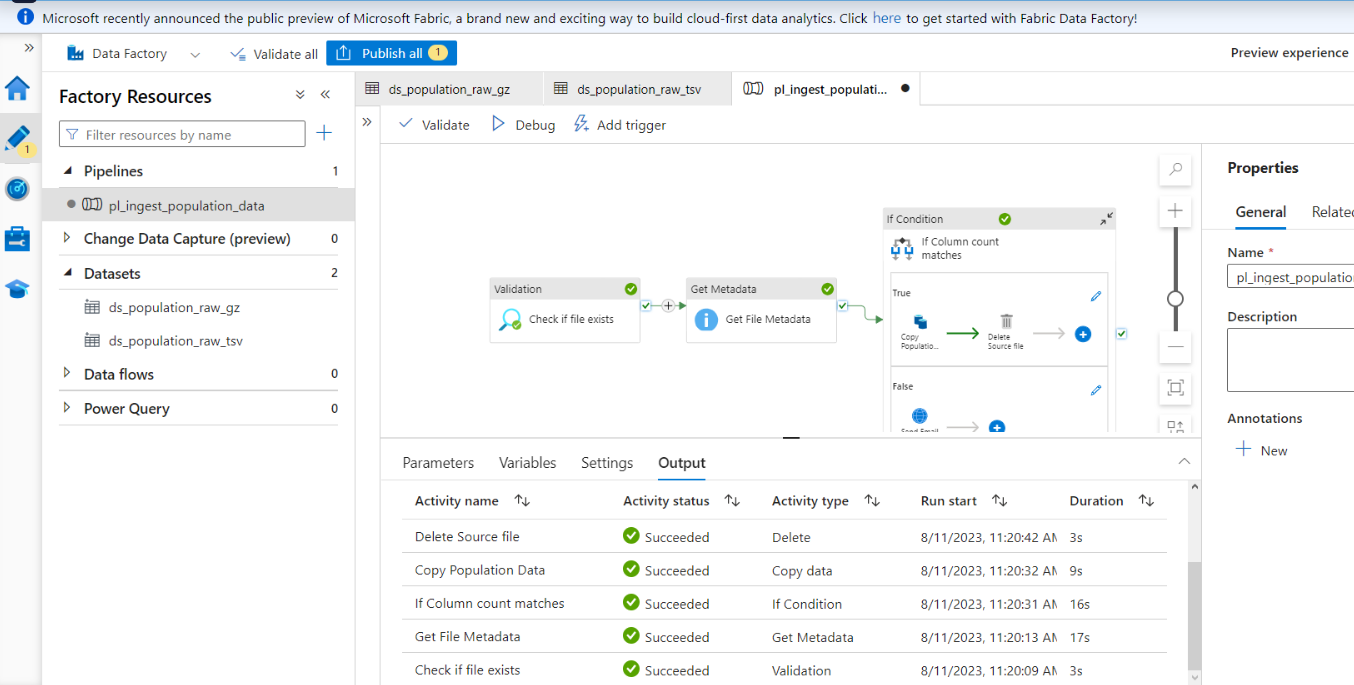 Microsoft recently announced the public preview of Microsoft Fabric, a brand new and exciting way to build cloud-first data analytics. Click here to get started with Fabric Data Factory!
Data Factory
Validate all
Publish all 1
Preview experience
1
Factory Resources
Filter resources by name
Pipelines 1
pl_ingest_population_data
Change Data Capture (preview) 0
Datasets 2
ds_population_raw_gz
ds_population_raw_tsv
Data flows 0
Power Query 0
ds_population_raw_gz
ds_population_raw_tsv
pl_ingest_populati...
Validate
Debug
Add trigger
Validation
Check if file exists
Get Metadata
Get File Metadata
If Condition
If Column count
matches
True
Copy
Populatio...
Delete
Source file
False
Send Email
Properties
General
Related
Name *
pl_ingest_population
Description
Annotations
New
Parameters
Variables
Settings
Output
Activity name Activity status Activity type Run start Duration
Delete Source file Succeeded Delete 8/11/2023, 11:20:42 AM 3s
Copy Population Data Succeeded Copy data 8/11/2023, 11:20:32 AM 9s
If Column count matches Succeeded If Condition 8/11/2023, 11:20:31 AM 16s
Get File Metadata Succeeded Get Metadata 8/11/2023, 11:20:13 AM 17s
Check if file exists Succeeded Validation 8/11/2023, 11:20:09 AM 3s